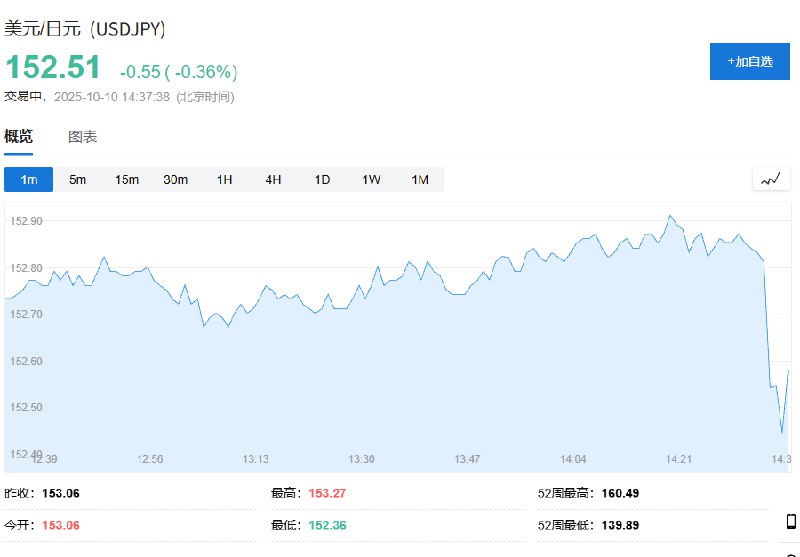 美元/日元 (USDJPY)
152.51 -0.55 ( -0.36%)
+加自选
交易中, 2025-10-10 14:37:38 (北京时间)
概览 图表
1m 5m 15m 30m 1H 4H 1D 1W 1M
152.90
152.80
152.70
152.60
152.50
152.40
12:39 12:56 13:13 13:30 13:47 14:04 14:21 14:3
昨收: 153.06 最高: 153.27 52周最高: 160.49
今开: 153.06 最低: 152.36 52周最低: 139.89